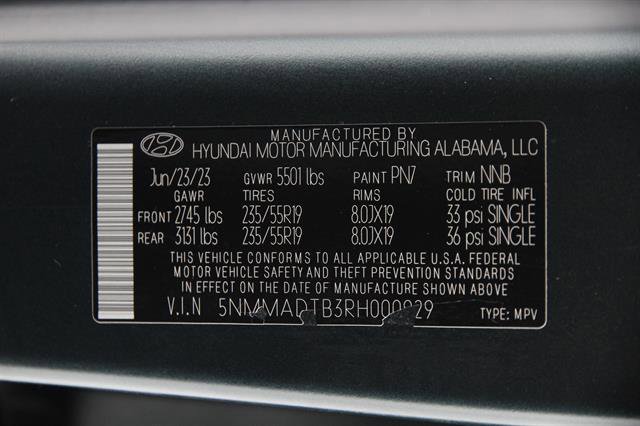 MANUFACTURED BY
HYUNDAI MOTOR MANUFACTURING ALABAMA, LLC
Jun/23/23 GVWR 5501 lbs PAINT PN7 TRIM NNB
GAWR TIRES RIMS COLD TIRE INFL
FRONT 2745 lbs 235/55R19 8.0JX19 33 psi SINGLE
REAR 3131 lbs 235/55R19 8.0JX19 36 psi SINGLE
THIS VEHICLE CONFORMS TO ALL APPLICABLE U.S.A. FEDERAL
MOTOR VEHICLE SAFETY AND THEFT PREVENTION STANDARDS
IN EFFECT ON THE DATE OF MANUFACTURE SHOWN ABOVE.
V.I.N TYPE: MPV